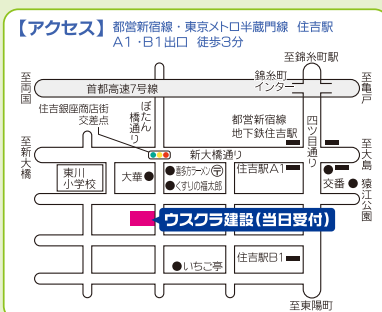 【アクセス】
都営新宿線・東京メトロ半蔵門線 住吉駅
A1・B1出口 徒歩3分
至錦糸町駅
至両国
首都高速7号線
錦糸町
インター
至亀戸
住吉銀座商店街
交差点
ぼたん橋通り
都営新宿線
地下鉄住吉駅
四ツ目通り
至新大橋
新大橋通り
至大島
東川
小学校
大華
喜多方ラーメン
〒
くすりの福太郎
住吉駅A1
交番
猿江公園
ウスクラ建設(当日受付)
いちご亭
住吉駅B1
至東陽町